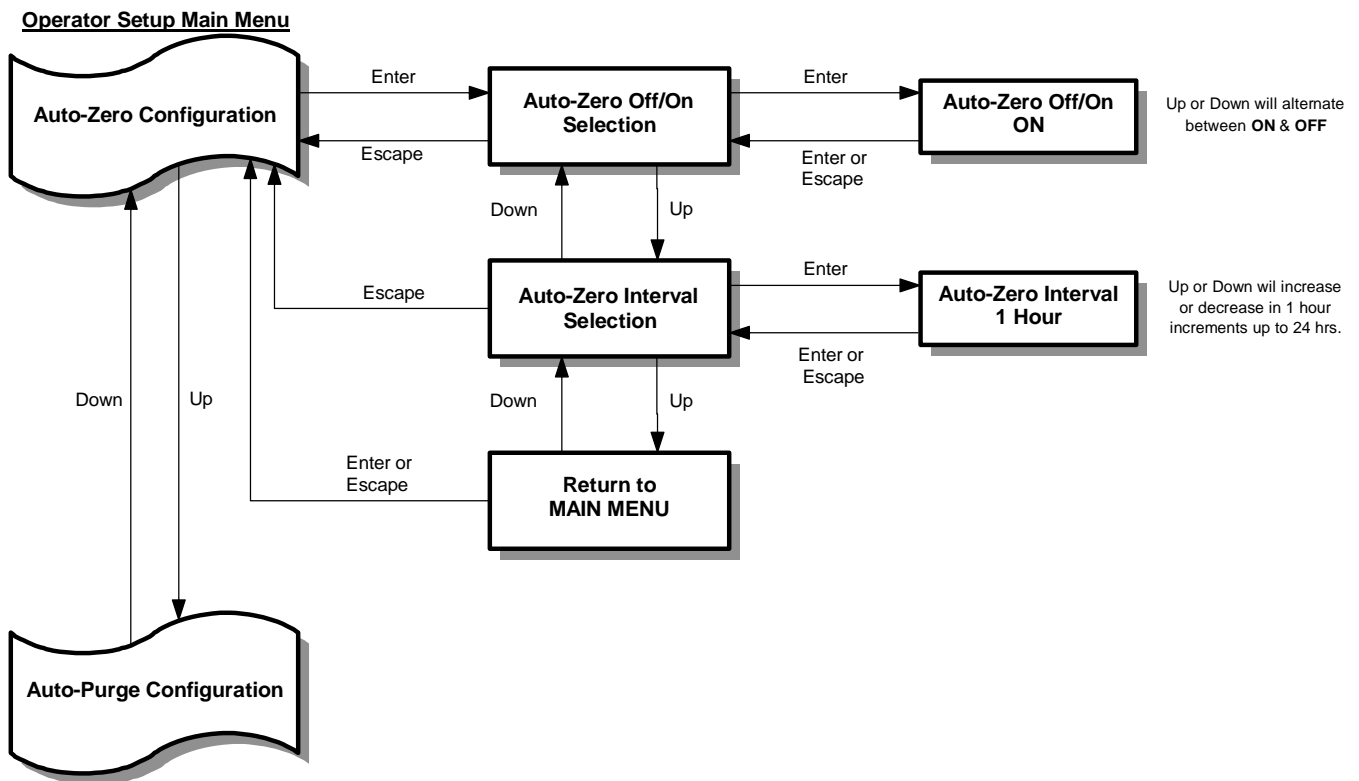 Operator Setup Main Menu
Auto-Zero Configuration
Enter
Escape
Auto-Zero Off/On
Selection
Enter
Enter or
Escape
Auto-Zero Off/On
ON
Up or Down will alternate
between ON & OFF
Down
Up
Escape
Auto-Zero Interval
Selection
Enter
Enter or
Escape
Auto-Zero Interval
1 Hour
Up or Down wil increase
or decrease in 1 hour
increments up to 24 hrs.
Down
Up
Down
Up
Enter or
Escape
Return to
MAIN MENU
Auto-Purge Configuration